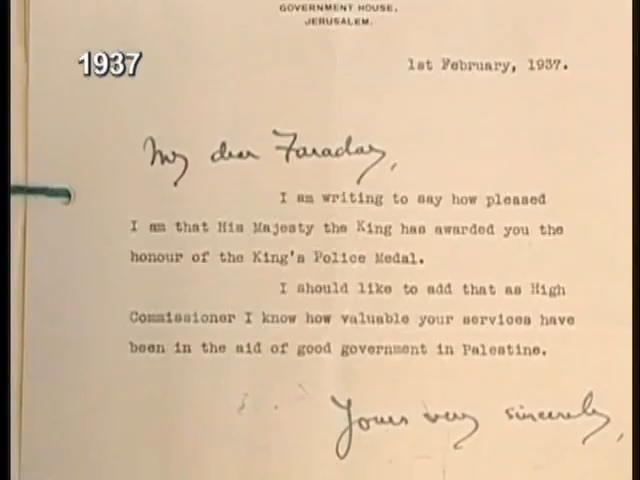 GOVERNMENT HOUSE,
JERUSALEM.
1937
1st February, 1937.
My dear Faraday,
I am writing to say how pleased
I am that His Majesty the King has awarded you the
honour of the King's Police Medal.
I should like to add that as High
Commissioner I know how valuable your services have
been in the aid of good government in Palestine.
Yours very sincerely,